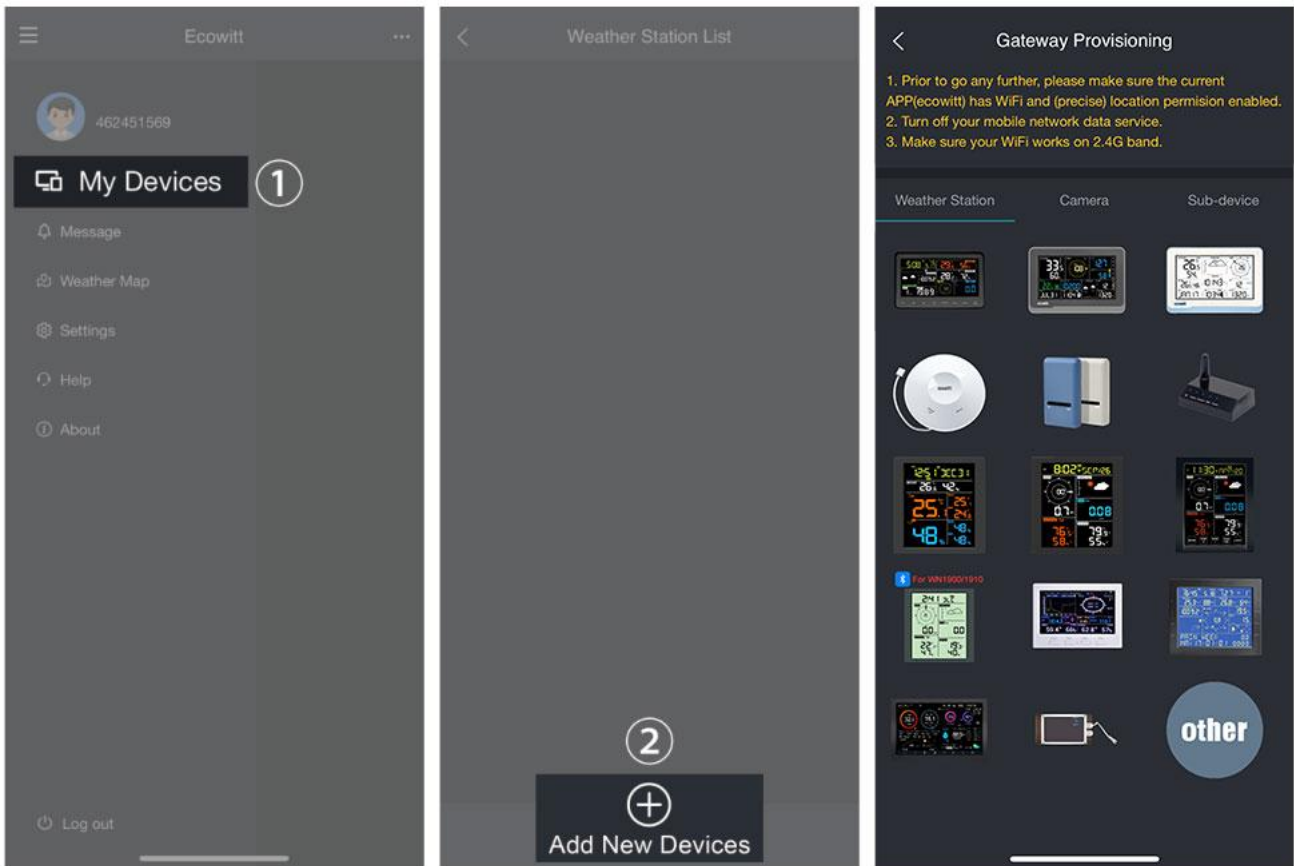 Ecowitt
462451569
My Devices
1
Message
Weather Map
Settings
Help
About
Log out
Weather Station List
2
Add New Devices
Gateway Provisioning
1. Prior to go any further, please make sure the current
APP(ecowitt) has WiFi and (precise) location permision enabled.
2. Turn off your mobile network data service.
3. Make sure your WiFi works on 2.4G band.
Weather Station Camera Sub-device
For WN1900/1910
other